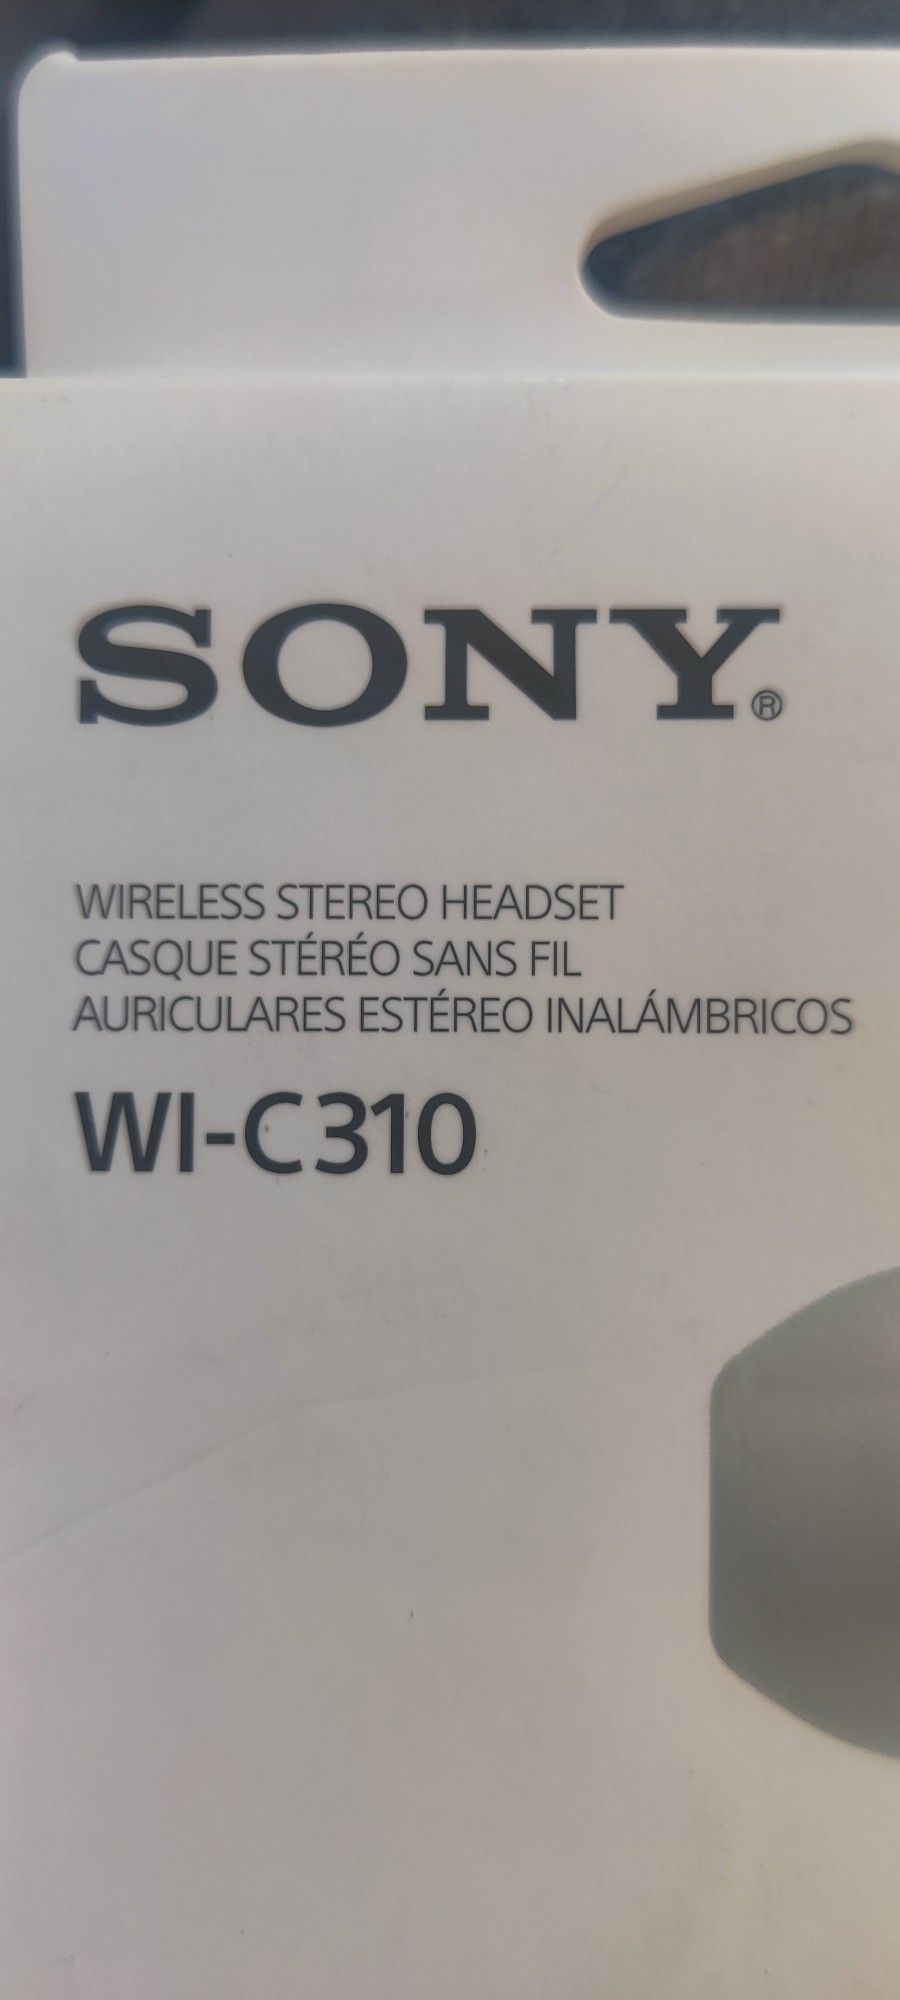 SONY®
WIRELESS STEREO HEADSET
CASQUE STÉRÉO SANS FIL
AURICULARES ESTÉREO INALÁMBRICOS
WI-C310